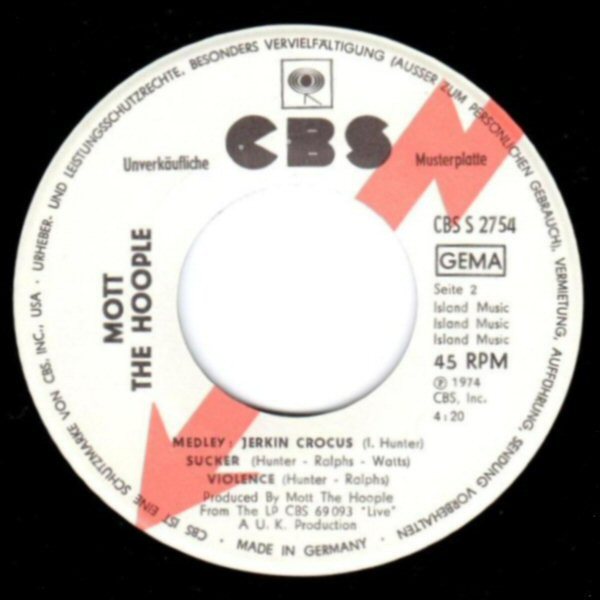 URHEBER- UND LEISTUNGSSCHUTZRECHTE, BESONDERS VERVIELFÄLTIGUNG (AUSSER ZUM PERSÖNLICHEN GEBRAUCH), VERMIETUNG, AUFFÜHRUNG, SENDUNG VORBEHALTEN
CBS
Unverkäufliche Musterplatte
CBS S 2754
GEMA
Seite 2
Island Music
Island Music
Island Music
45 RPM
Ⓟ 1974
CBS, Inc.
4:20
MOTT
THE HOOPLE
MEDLEY: JERKIN CROCUS (I. Hunter)
SUCKER (Hunter - Ralphs - Watts)
VIOLENCE (Hunter - Ralphs)
Produced By Mott The Hoople
From The LP CBS 69093 "Live"
A U.K. Production
• MADE IN GERMANY •
CBS IST EINE SCHUTZMARKE VON CBS, INC., USA •